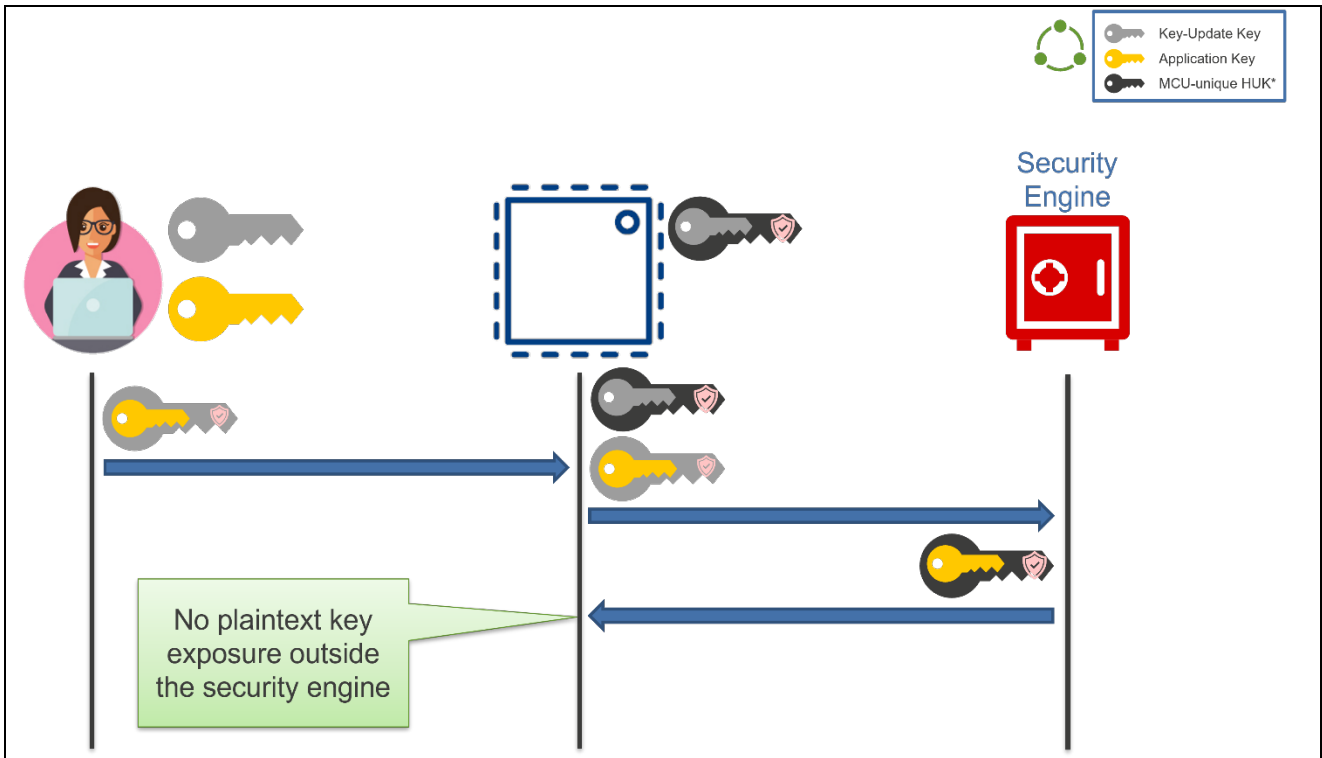 Key-Update Key
Application Key
MCU-unique HUK*
Security
Engine
No plaintext key
exposure outside
the security engine